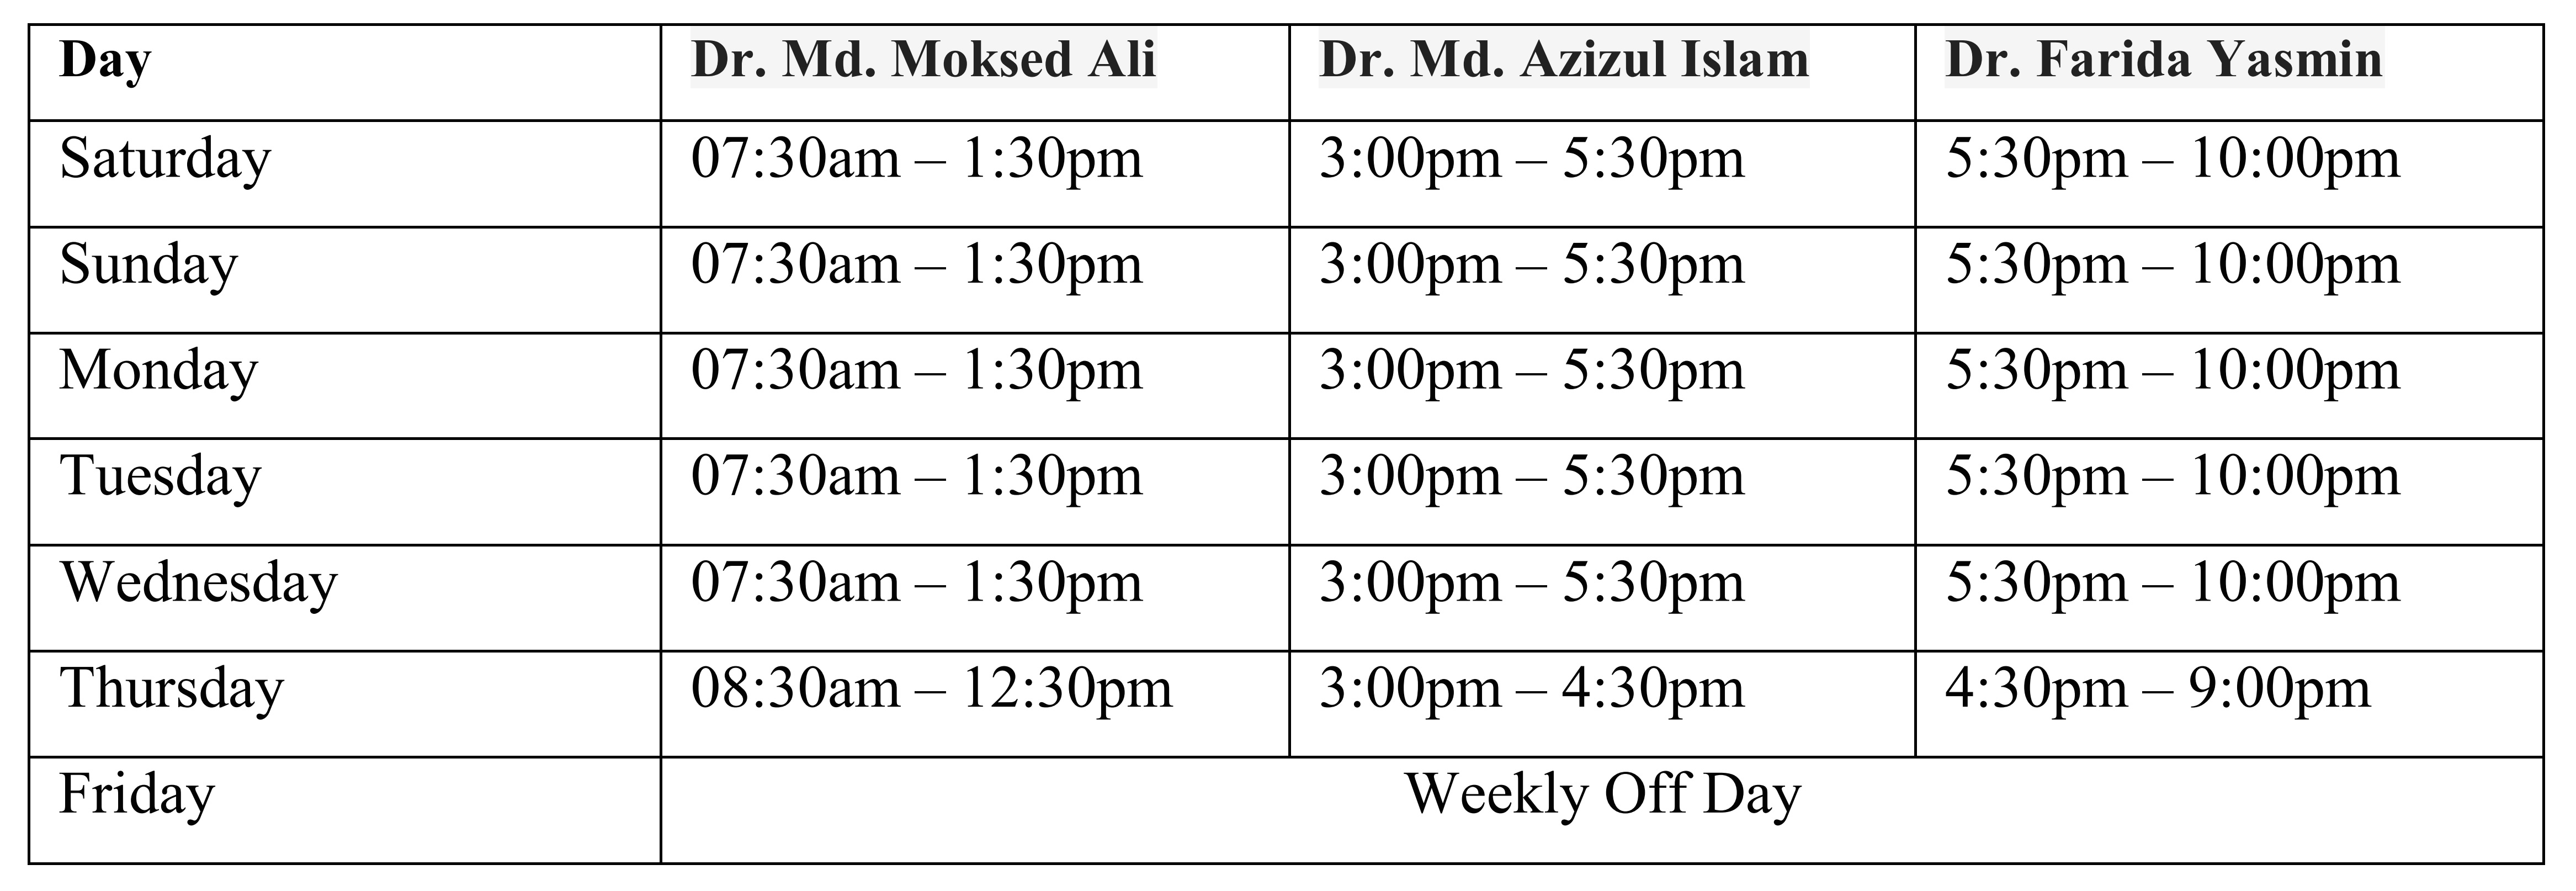 Day Dr. Md. Moksed Ali Dr. Md. Azizul Islam Dr. Farida Yasmin
Saturday 07:30am – 1:30pm 3:00pm – 5:30pm 5:30pm – 10:00pm
Sunday 07:30am – 1:30pm 3:00pm – 5:30pm 5:30pm – 10:00pm
Monday 07:30am – 1:30pm 3:00pm – 5:30pm 5:30pm – 10:00pm
Tuesday 07:30am – 1:30pm 3:00pm – 5:30pm 5:30pm – 10:00pm
Wednesday 07:30am – 1:30pm 3:00pm – 5:30pm 5:30pm – 10:00pm
Thursday 08:30am – 12:30pm 3:00pm – 4:30pm 4:30pm – 9:00pm
Friday Weekly Off Day